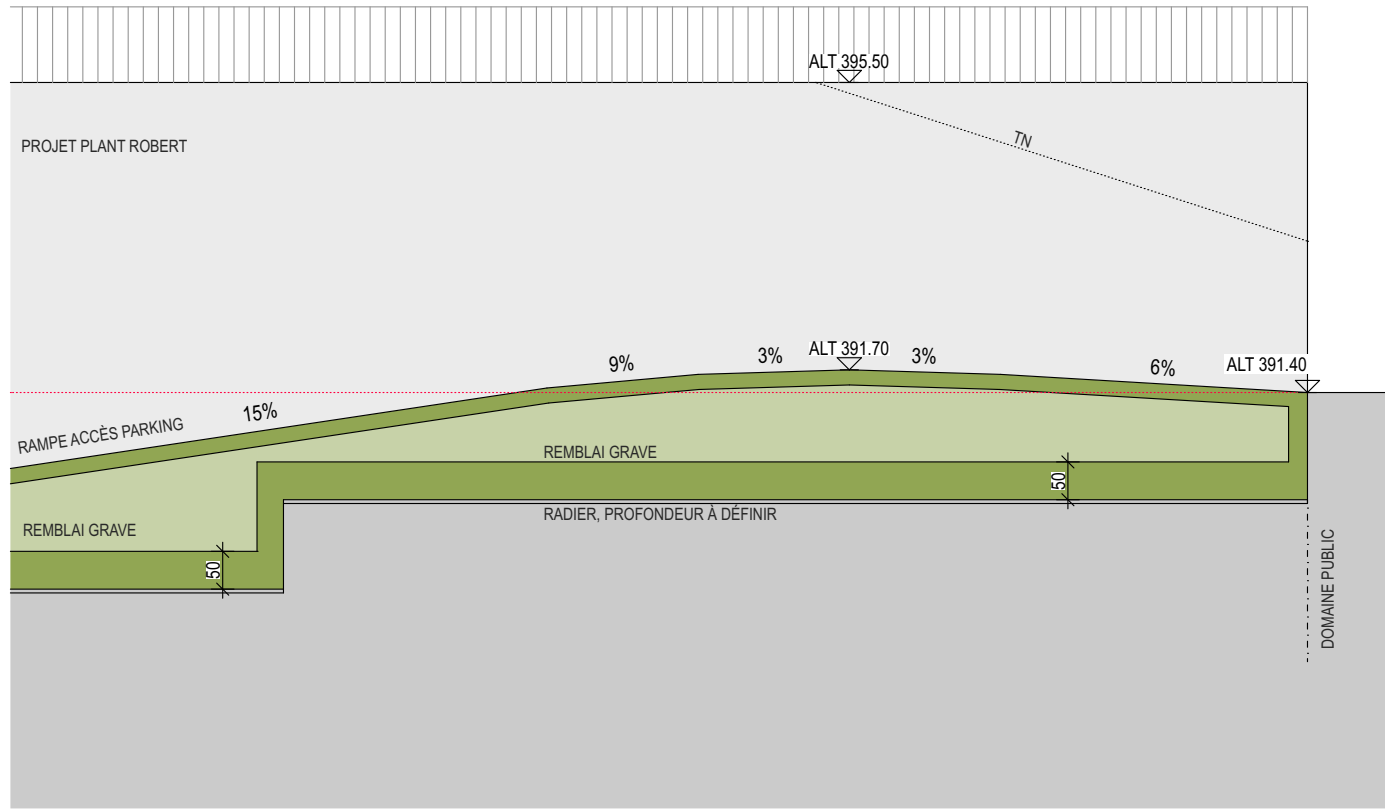 ALT 395.50
TN
PROJET PLANT ROBERT
9%
3%
ALT 391.70
3%
6%
ALT 391.40
15%
RAMPE ACCÈS PARKING
REMBLAI GRAVE
50
RADIER, PROFONDEUR À DÉFINIR
REMBLAI GRAVE
50
DOMAINE PUBLIC